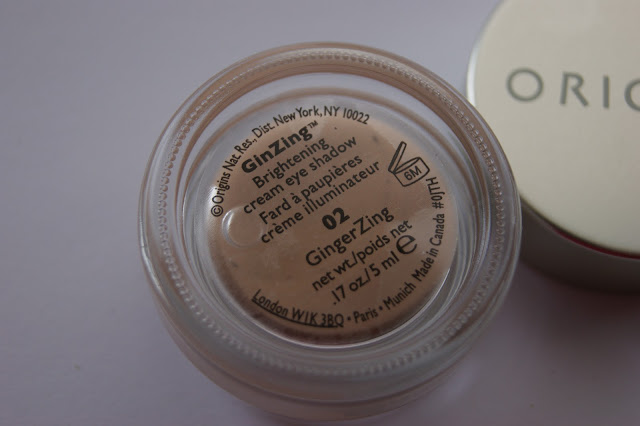 ©Origins Nat. Res., Dist. New York, NY 10022
GinZing™
Brightening
cream eye shadow
Fard à paupières
crème illuminateur
02
GingerZing
net wt./poids net
.17 oz/5 ml e
London W1K 3BQ • Paris • Munich Made in Canada #0JTH
6M
ORIG